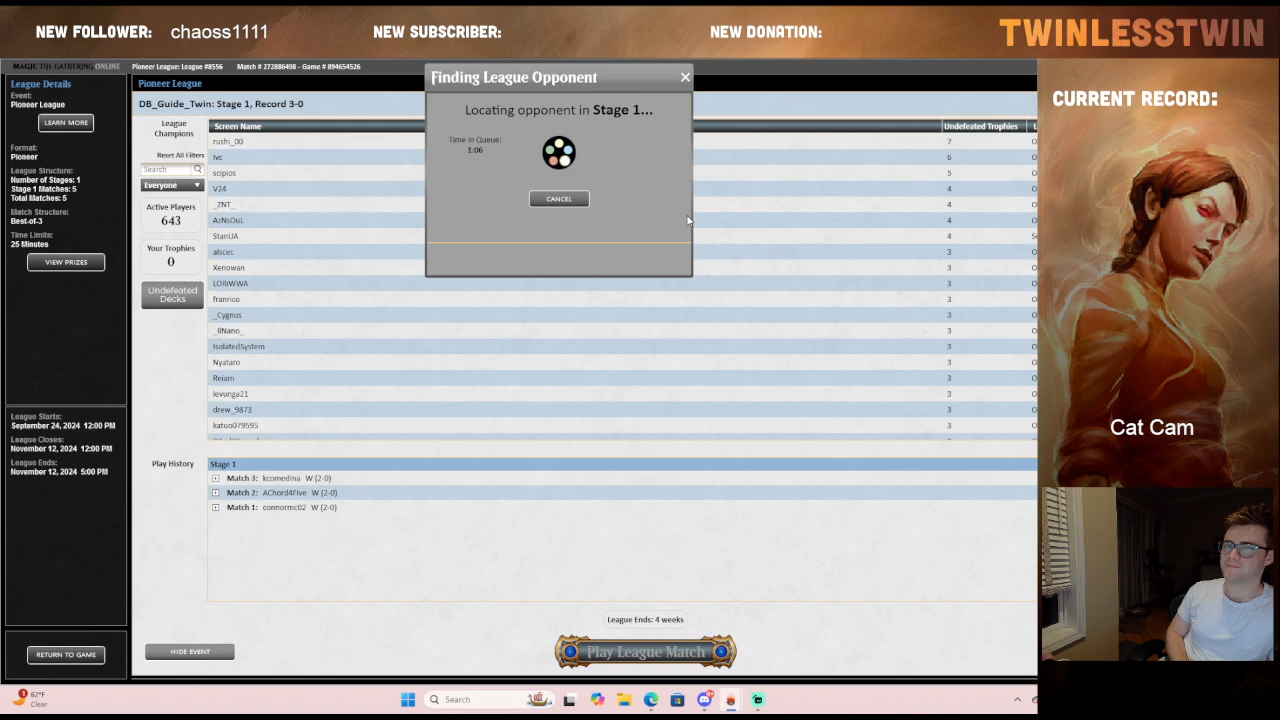 NEW FOLLOWER: chaoss1111
NEW SUBSCRIBER:
NEW DONATION:
TWINLESSTWIN
MAGIC THE GATHERING ONLINE
Pioneer League: League #8556 Match # 272886498 - Game # 894654526
League Details
Event:
Pioneer League
LEARN MORE
Format:
Pioneer
League Structure:
Number of Stages: 1
Stage 1 Matches: 5
Total Matches: 5
Match Structure:
Best-of-3
Time Limits:
25 Minutes
VIEW PRIZES
League Starts:
September 24, 2024 12:00 PM
League Closes:
November 12, 2024 12:00 PM
League Ends:
November 12, 2024 5:00 PM
RETURN TO GAME
Pioneer League
DB_Guide_Twin: Stage 1, Record 3-0
League
Champions
Reset All Filters
Search
Everyone
Active Players
643
Your Trophies
0
Undefeated
Decks
Screen Name Undefeated Trophies
rushi_00 7
ivc 6
scipios 5
V24 4
_ZNT_ 4
AzNsOuL 4
StanUA 4
alscec 3
Xenowan 3
LORiWWA 3
franrico 3
_Cygnus 3
_IlNano_ 3
IsolatedSystem 3
Nyataro 3
Reiam 3
levunga21 3
drew_9873 3
katuo079595 3
Finding League Opponent
Locating opponent in Stage 1...
Time in Queue:
1:06
CANCEL
Play History
Stage 1
Match 3: kcomedina W (2-0)
Match 2: AChord4Five W (2-0)
Match 1: connormc02 W (2-0)
League Ends: 4 weeks
HIDE EVENT
Play League Match
CURRENT RECORD:
Cat Cam
1
62°F
Clear
Search